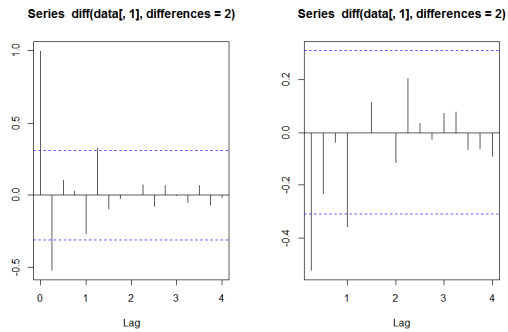 Series diff(data[, 1], differences = 2)
1.0
0.5
0.0
-0.5
0 1 2 3 4
Lag
Series diff(data[, 1], differences = 2)
0.2
0.0
-0.2
-0.4
1 2 3 4
Lag